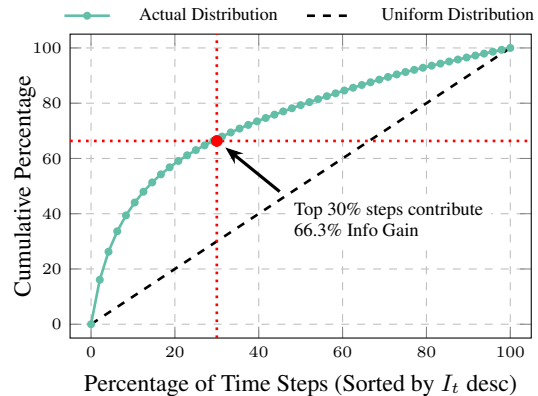 Actual Distribution
Uniform Distribution
100
80
60
40
20
0
Cumulative Percentage
Top 30% steps contribute
66.3% Info Gain
0 20 40 60 80 100
Percentage of Time Steps (Sorted by I_t desc)